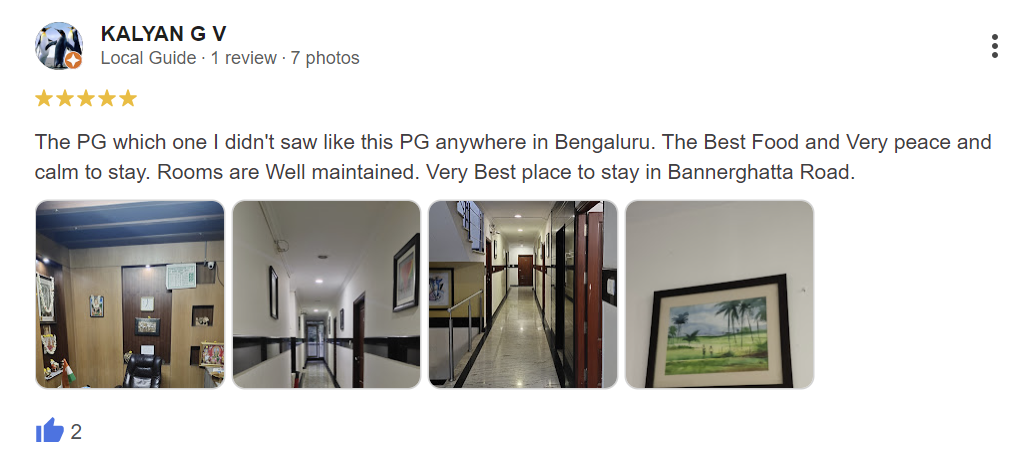 KALYAN G V
Local Guide · 1 review · 7 photos
The PG which one I didn't saw like this PG anywhere in Bengaluru. The Best Food and Very peace and
calm to stay. Rooms are Well maintained. Very Best place to stay in Bannerghatta Road.
2